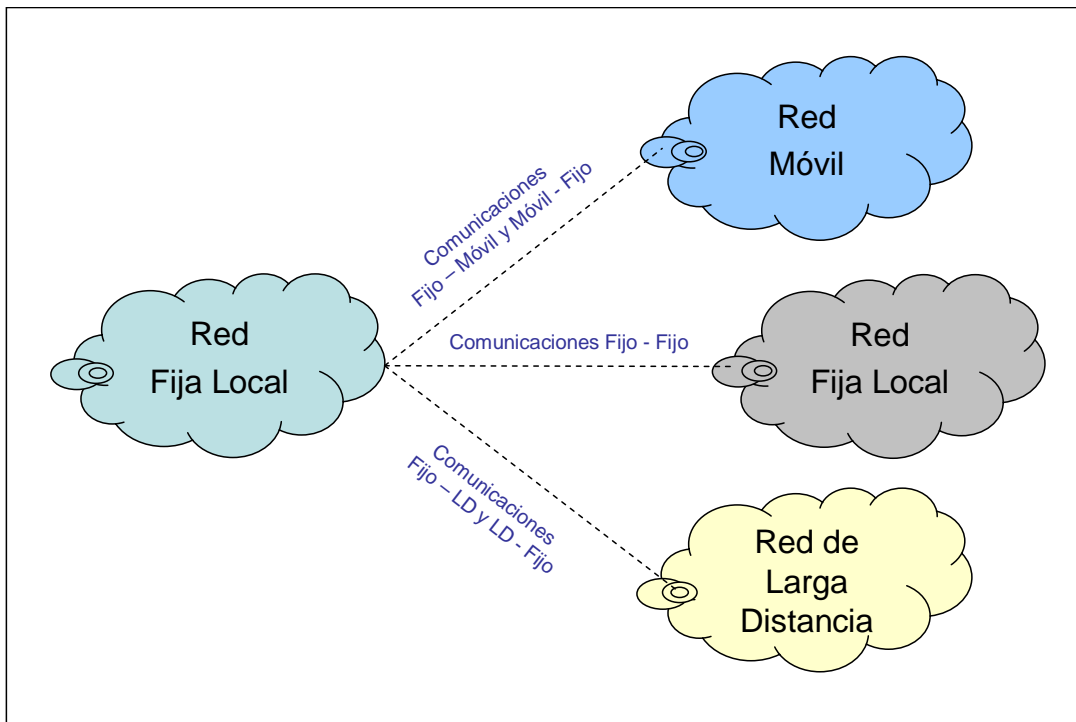 Red
Móvil
Comunicaciones
Fijo – Móvil y Móvil - Fijo
Red
Fija Local
Comunicaciones Fijo - Fijo
Red
Fija Local
Comunicaciones
Fijo – LD y LD - Fijo
Red de
Larga
Distancia